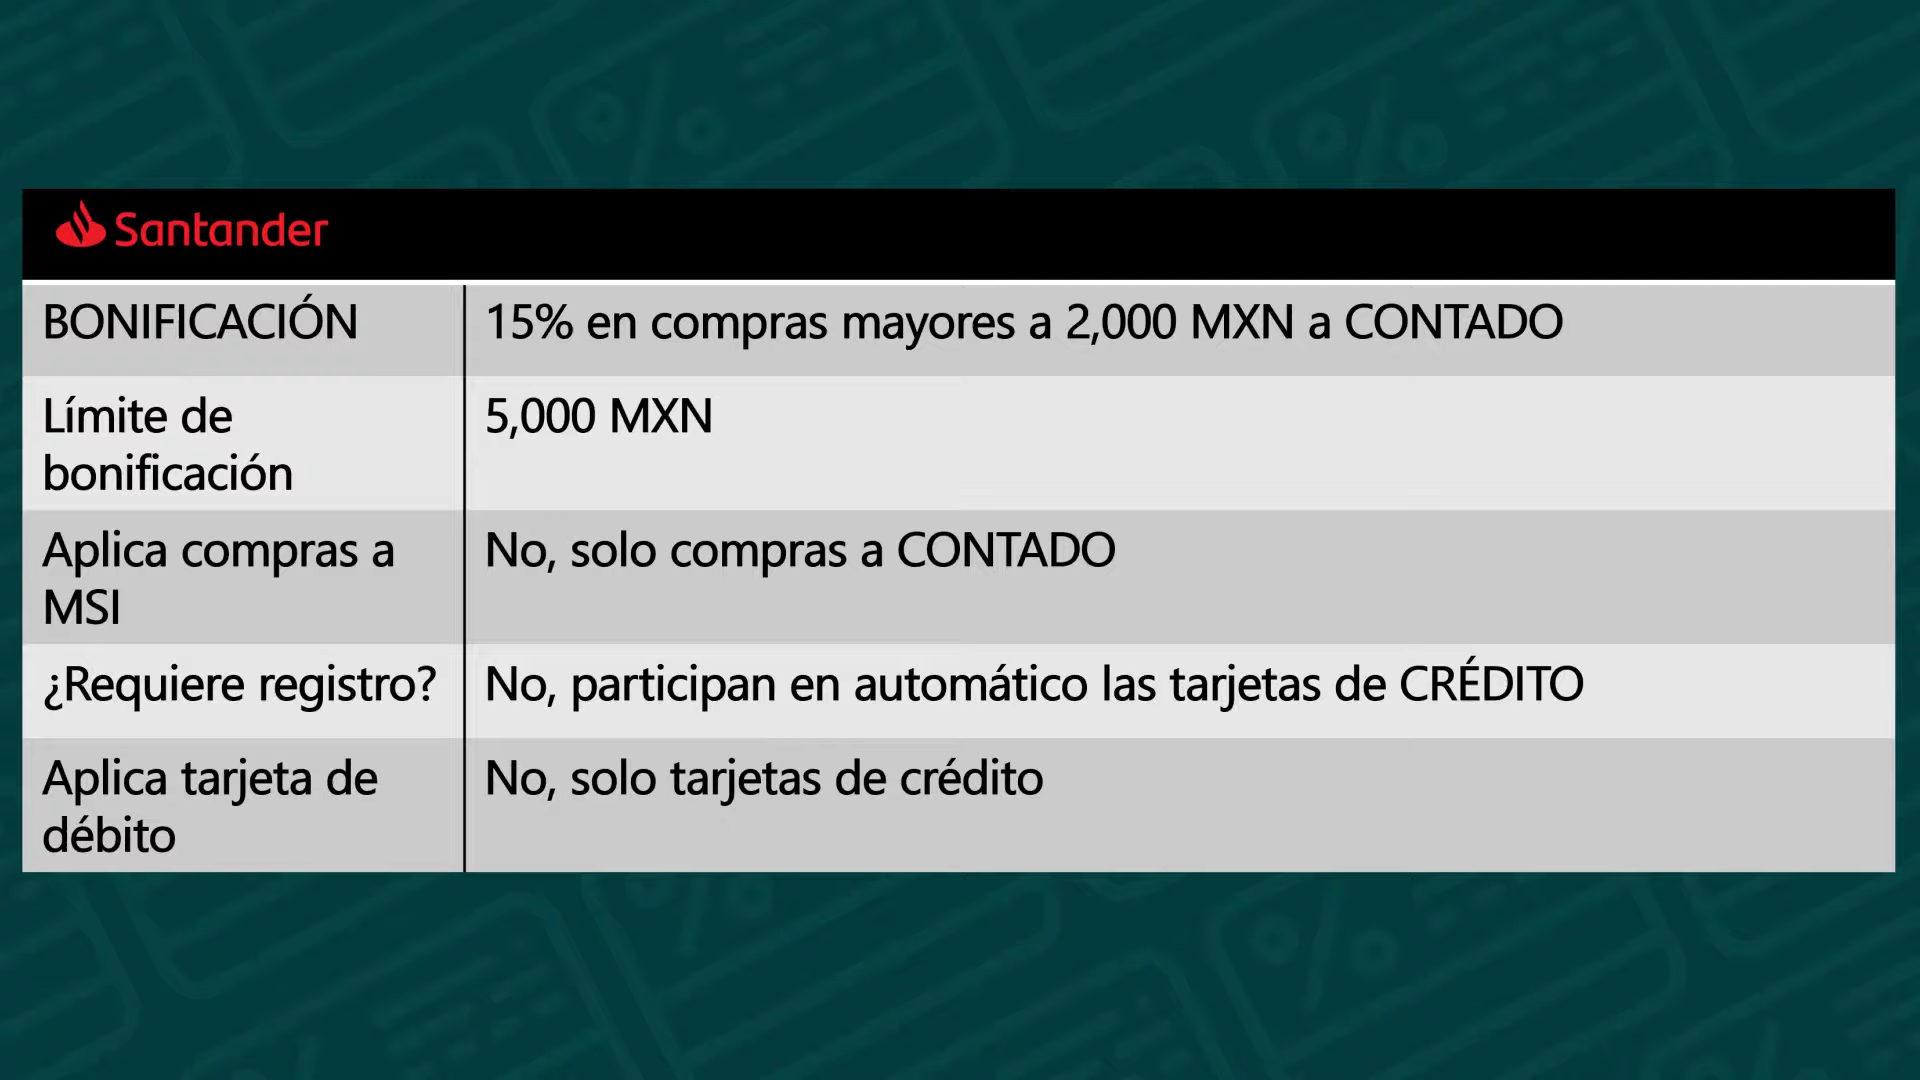 Santander
BONIFICACIÓN
15% en compras mayores a 2,000 MXN a CONTADO
Límite de
bonificación
5,000 MXN
Aplica compras a
MSI
No, solo compras a CONTADO
¿Requiere registro?
No, participan en automático las tarjetas de CRÉDITO
Aplica tarjeta de
débito
No, solo tarjetas de crédito